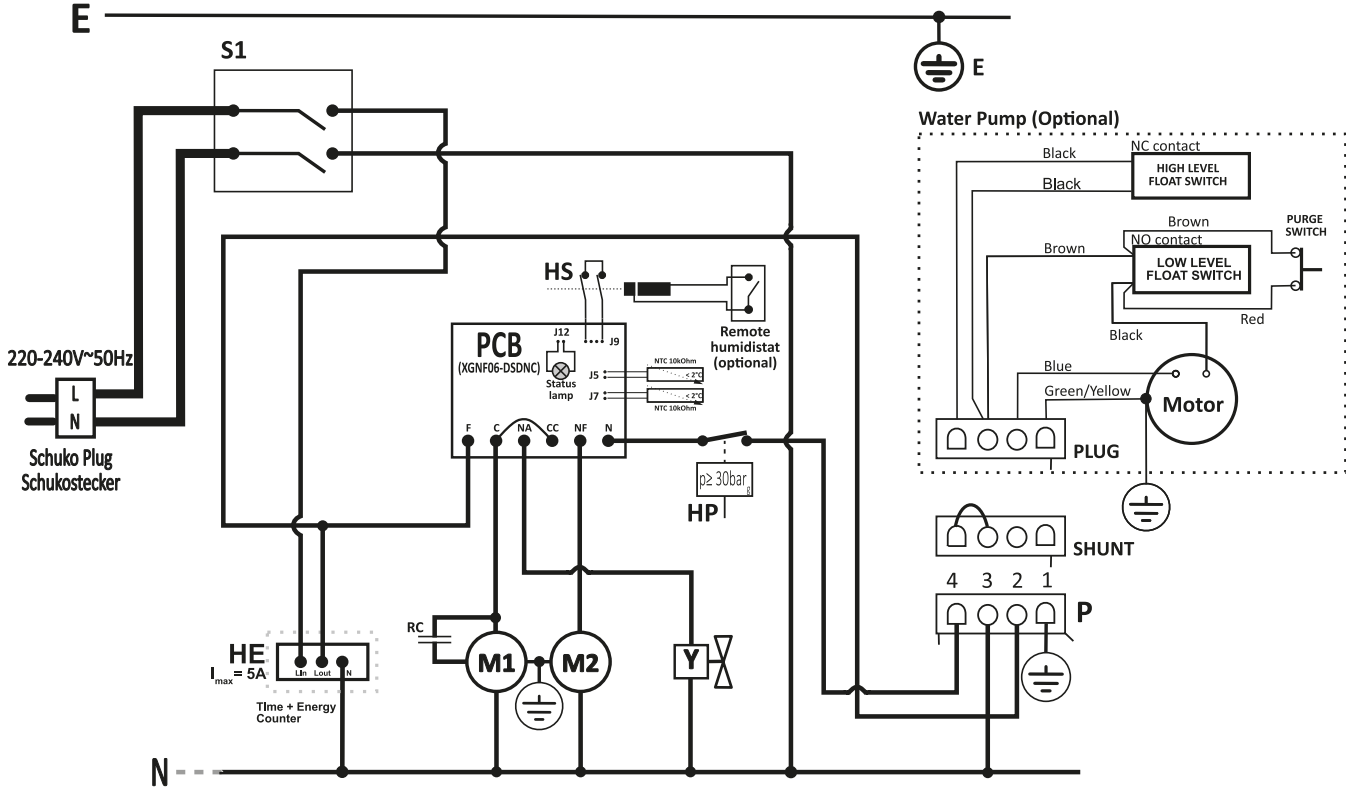 E
E
S1
Water Pump (Optional)
Black
NC contact
HIGH LEVEL
FLOAT SWITCH
Black
Brown
PURGE
SWITCH
Brown
NO contact
LOW LEVEL
FLOAT SWITCH
Red
Black
HS
Remote
humidistat
(optional)
220-240V~50Hz
L
N
Schuko Plug
Schukostecker
PCB
(XGNF06-DSDNC)
J12
J9
Status
lamp
J5
J7
NTC 10kOhm
< 2°C
< 2°C
NTC 10kOhm
F C NA CC NF N
Blue
Green/Yellow
Motor
PLUG
p≥ 30bar
HP
SHUNT
4 3 2 1
P
RC
M1
M2
Y
HE
Imax = 5A
Lin Lout N
TIme + Energy
Counter
N